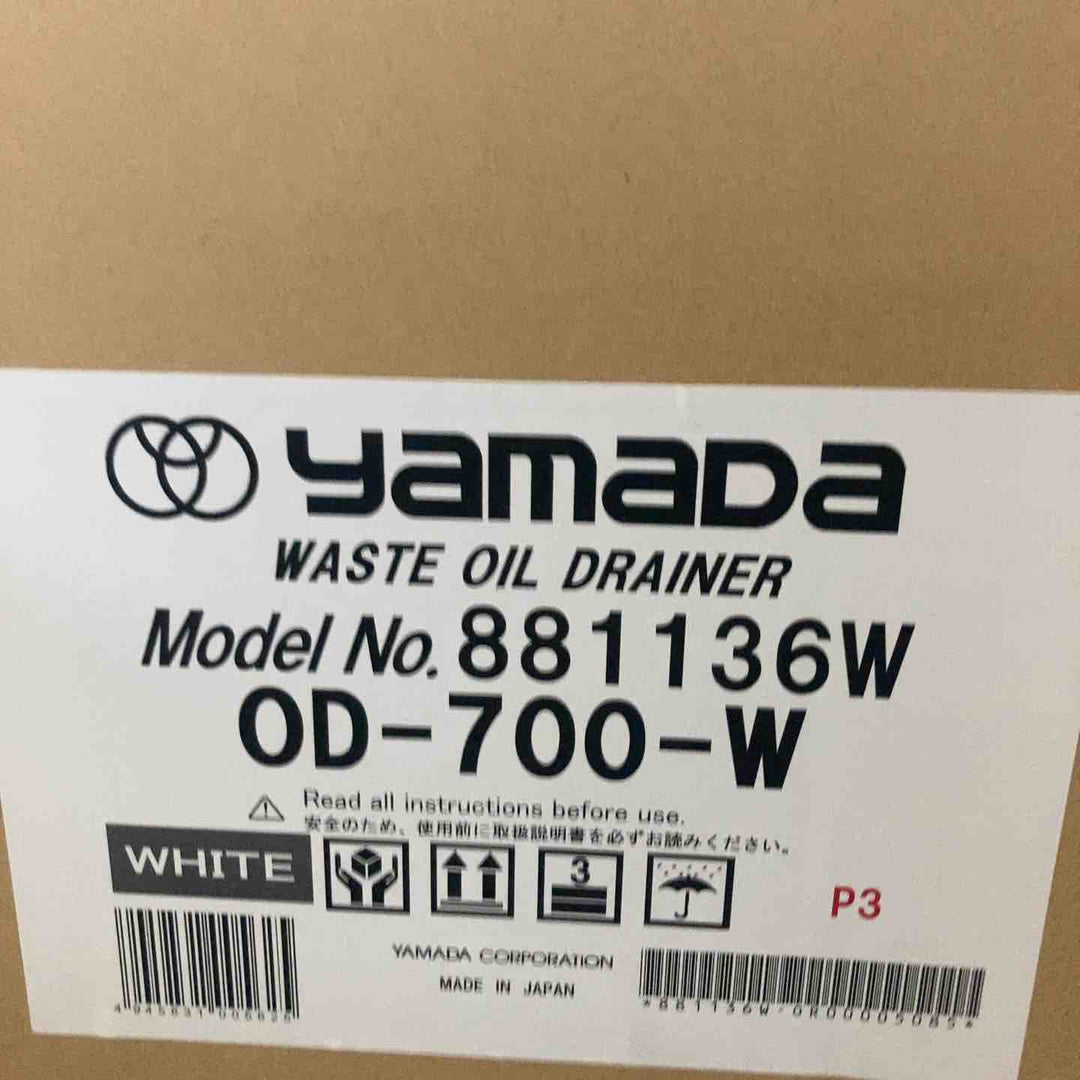 yamada
WASTE OIL DRAINER
Model No. 881136W
OD-700-W
Read all instructions before use.
安全のため、使用前に取扱説明書を必ずお読みください。
WHITE
3
P3
YAMADA CORPORATION
MADE IN JAPAN